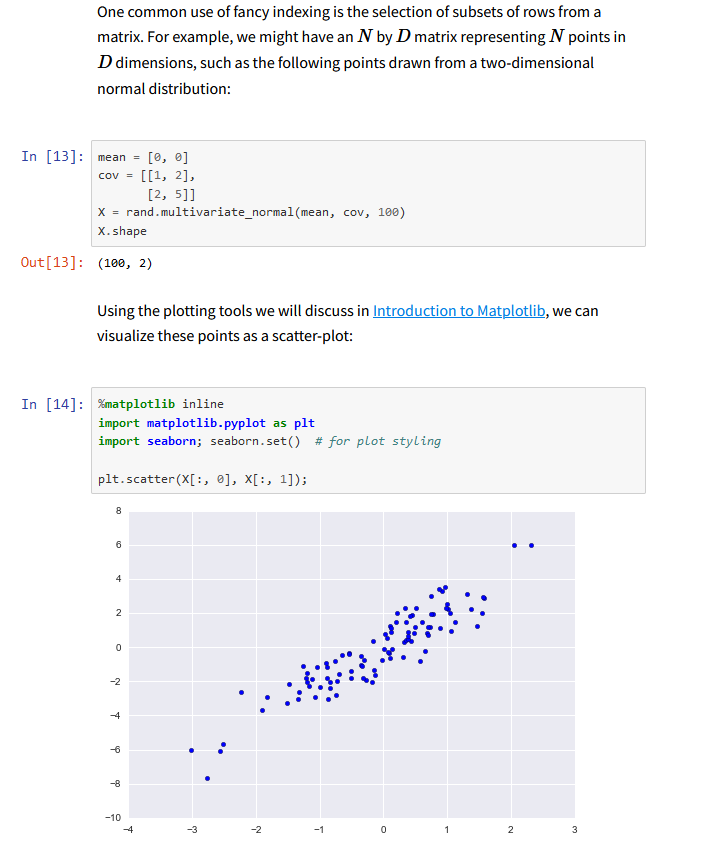 One common use of fancy indexing is the selection of subsets of rows from a
matrix. For example, we might have an N by D matrix representing N points in
D dimensions, such as the following points drawn from a two-dimensional
normal distribution:
In [13]:
mean = [0, 0]
cov = [[1, 2],
       [2, 5]]
X = rand.multivariate_normal(mean, cov, 100)
X.shape
Out[13]: (100, 2)
Using the plotting tools we will discuss in Introduction to Matplotlib, we can
visualize these points as a scatter-plot:
In [14]:
%matplotlib inline
import matplotlib.pyplot as plt
import seaborn; seaborn.set()  # for plot styling
plt.scatter(X[:, 0], X[:, 1]);
8
6
4
2
0
−2
−4
−6
−8
−10
−4 −3 −2 −1 0 1 2 3